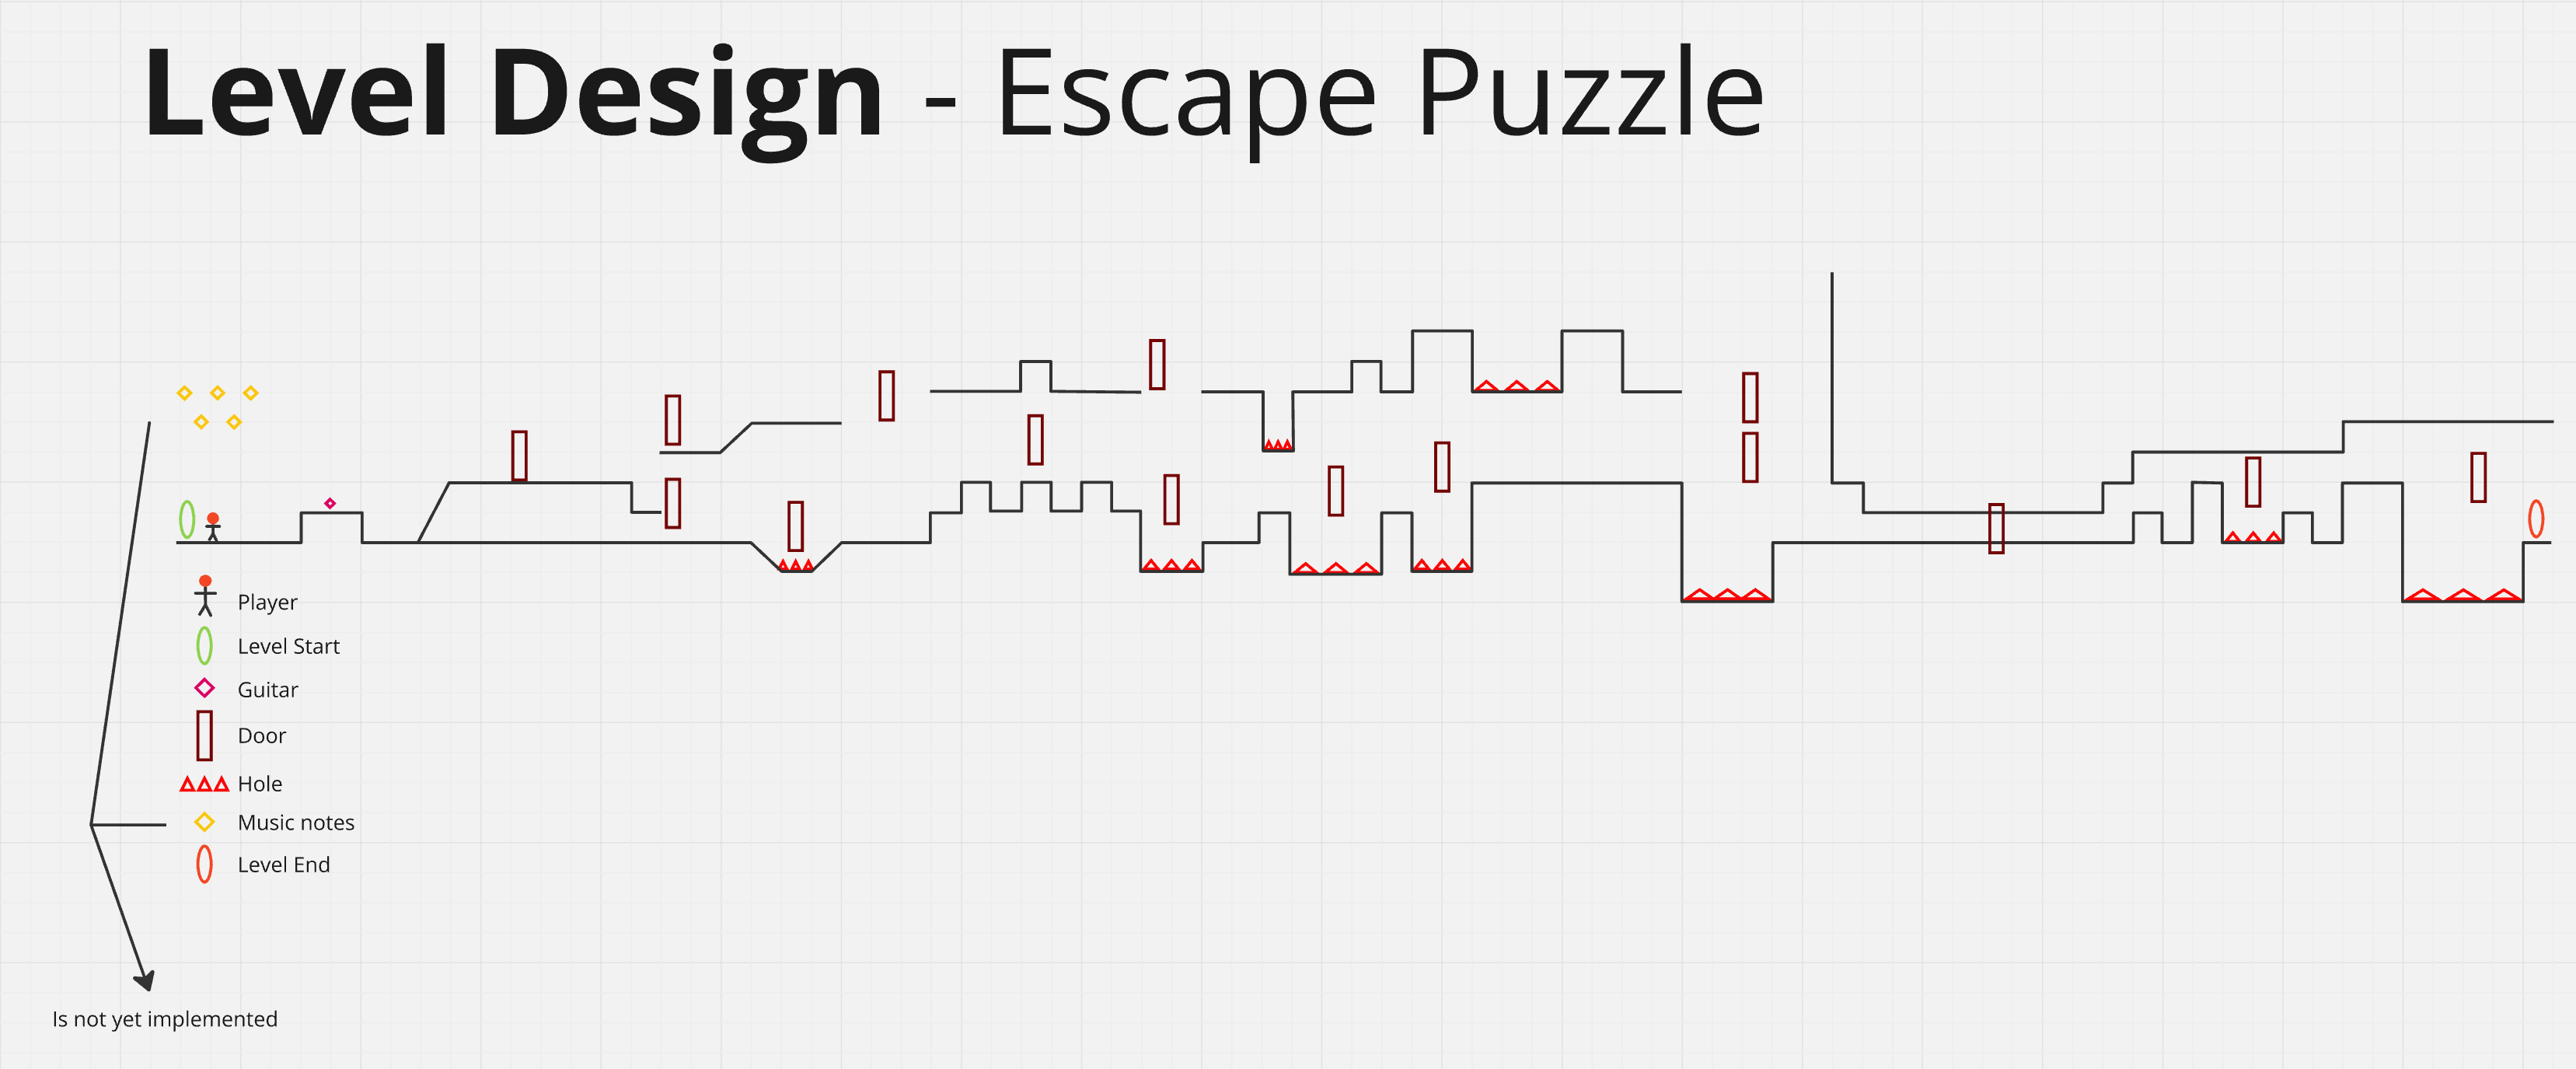 Level Design - Escape Puzzle
Player
Level Start
Guitar
Door
Hole
Music notes
Level End
Is not yet implemented